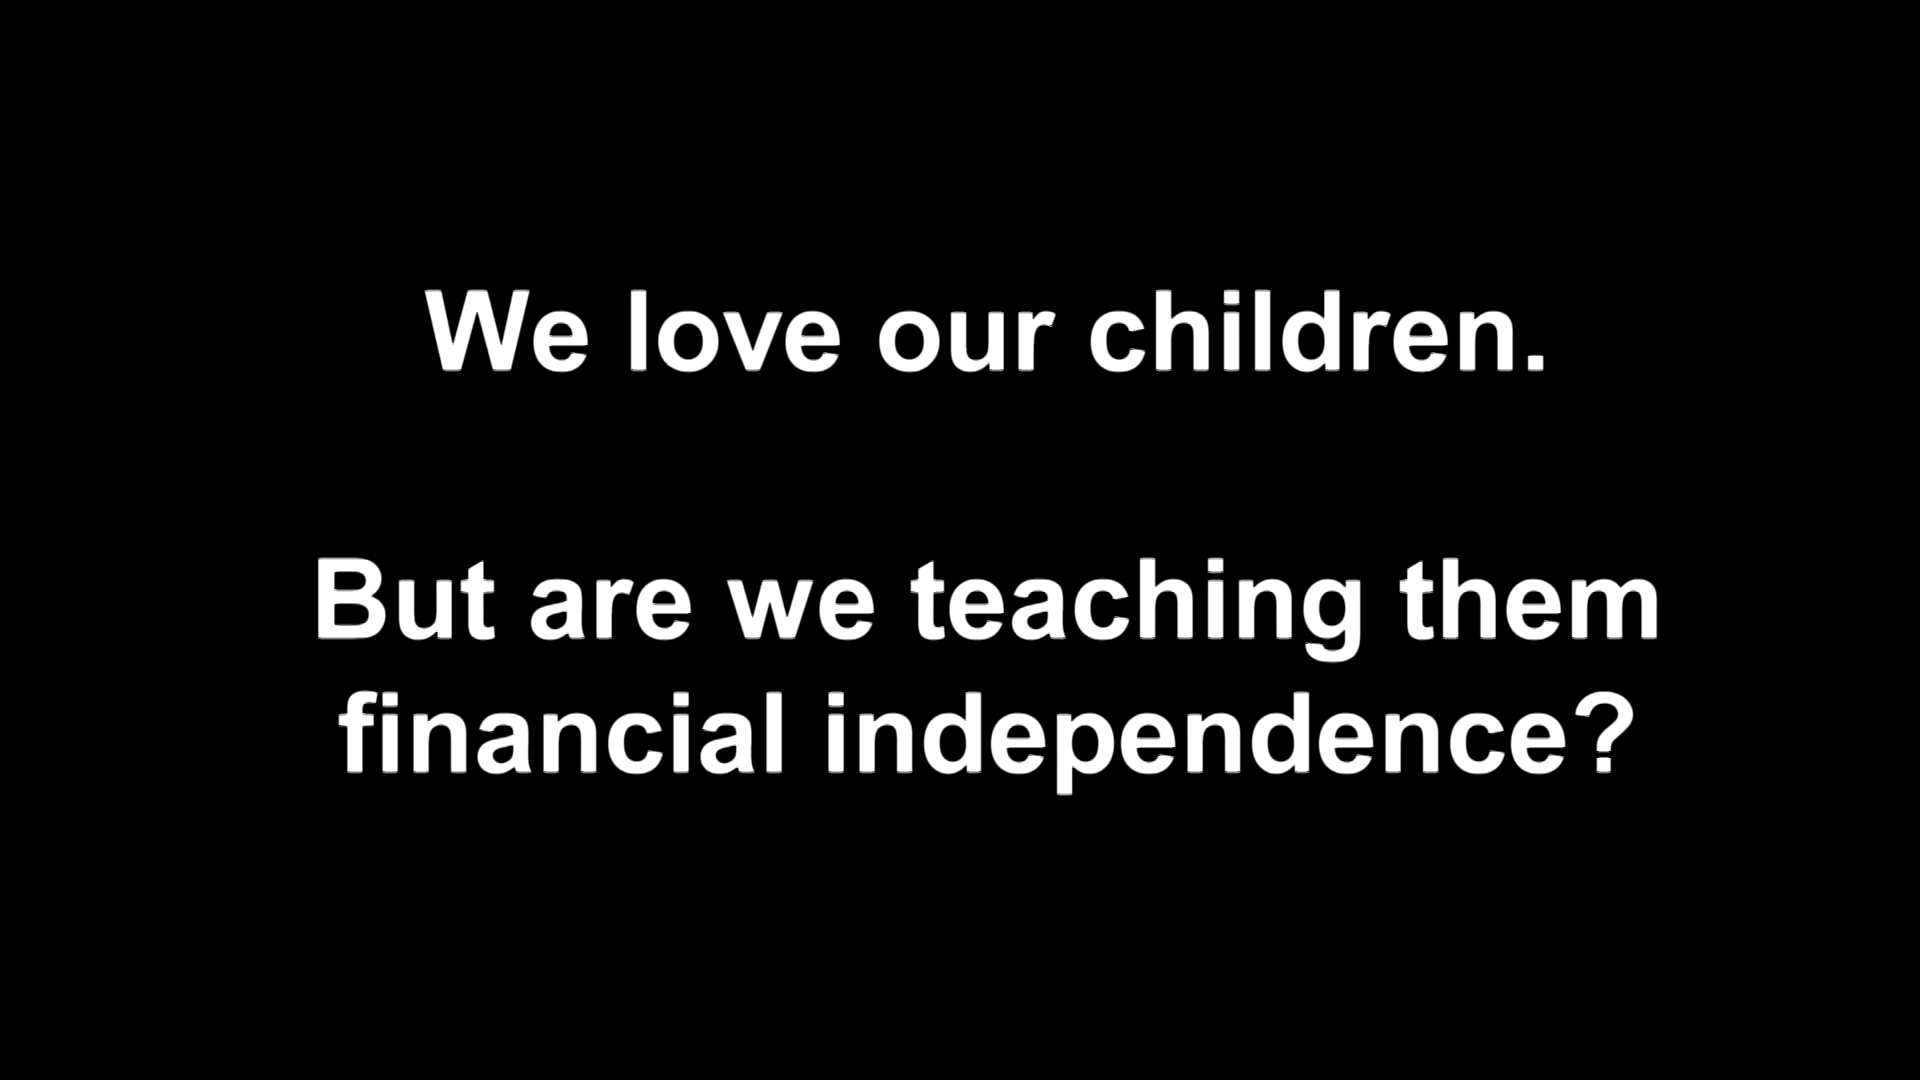 We love our children.
But are we teaching them
financial independence?